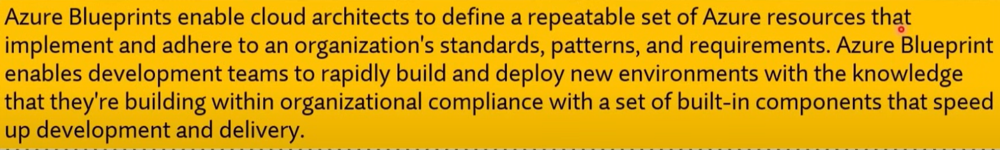 Azure Blueprints enable cloud architects to define a repeatable set of Azure resources that
implement and adhere to an organization's standards, patterns, and requirements. Azure Blueprint
enables development teams to rapidly build and deploy new environments with the knowledge
that they're building within organizational compliance with a set of built-in components that speed
up development and delivery.